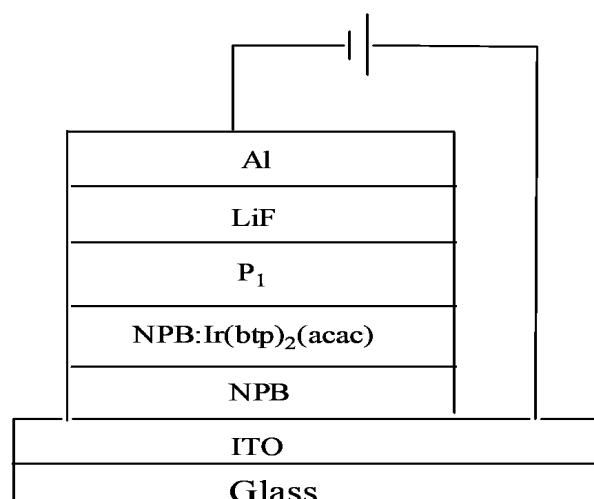 Al
LiF
P₁
NPB:Ir(btp)₂(acac)
NPB
ITO
Glass